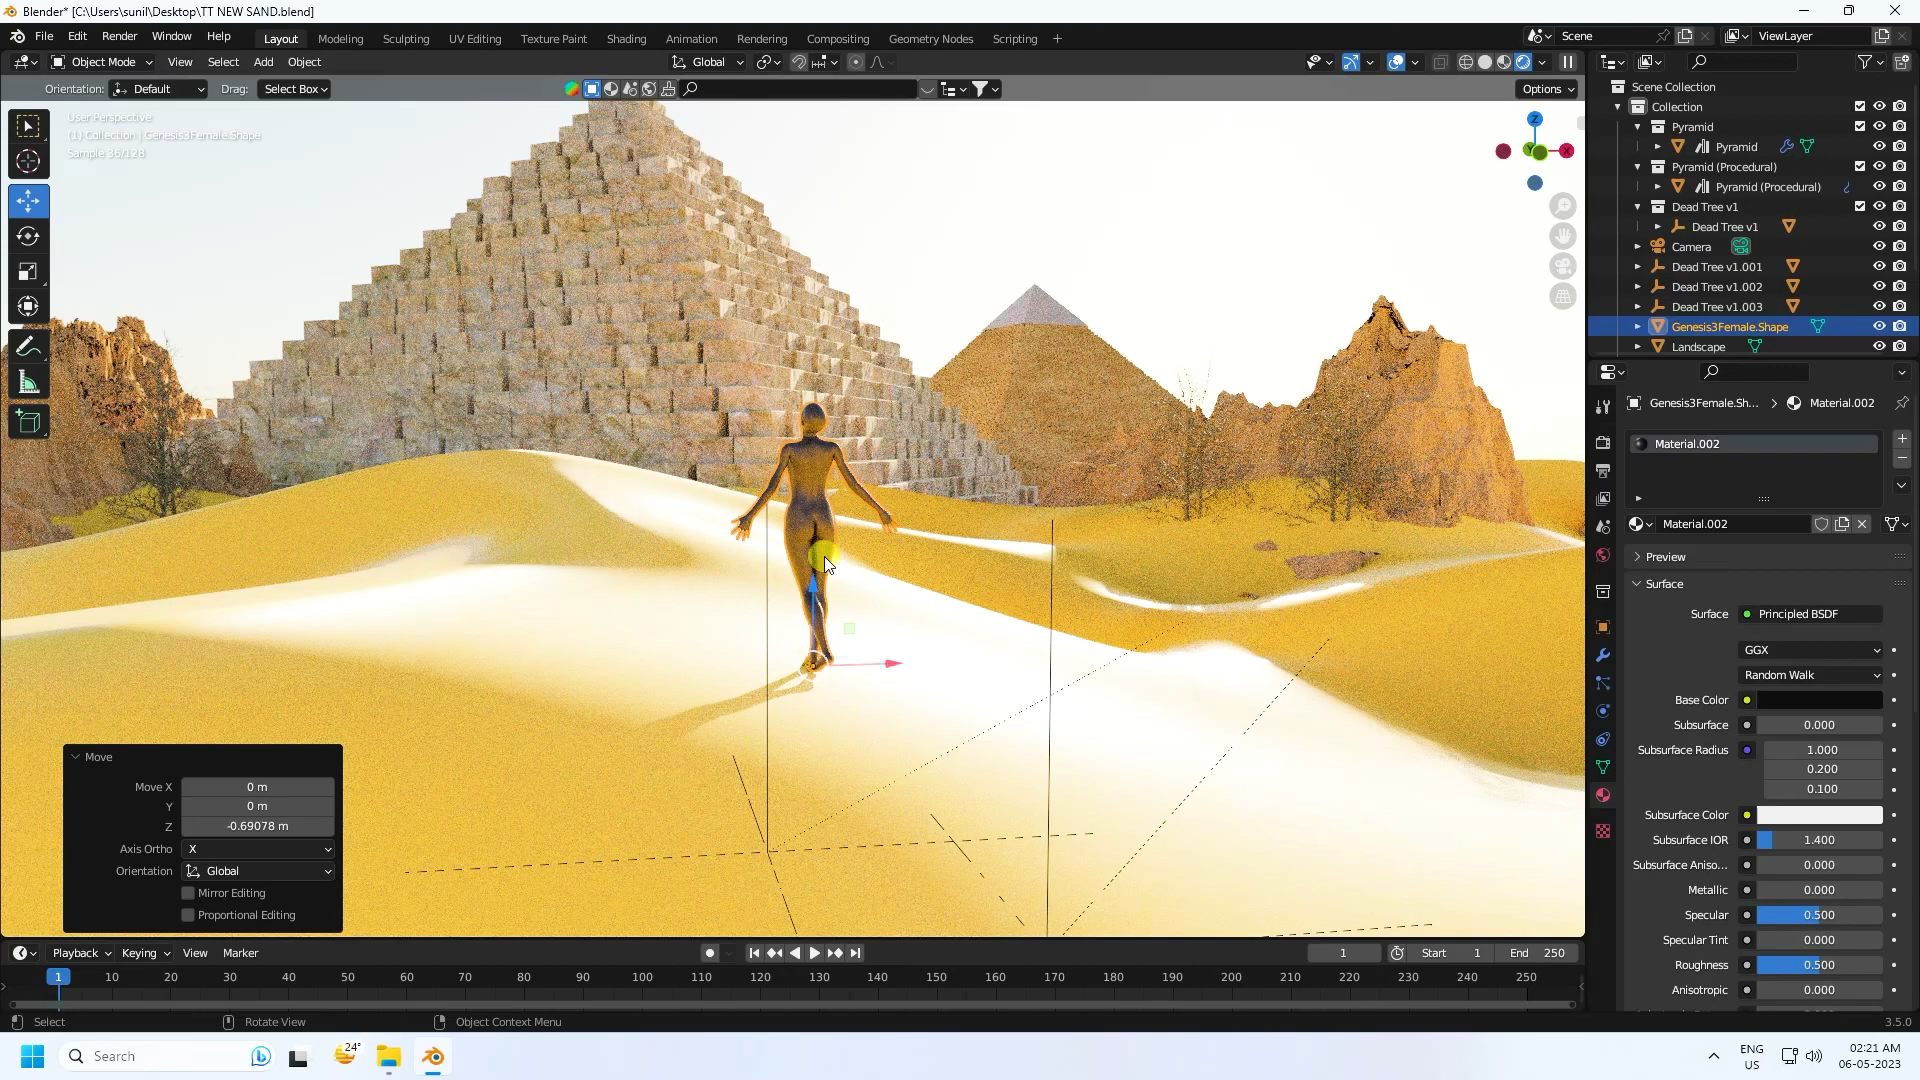 Blender* [C:\Users\sunil\Desktop\TT NEW SAND.blend]
File Edit Render Window Help
Layout Modeling Sculpting UV Editing Texture Paint Shading Animation Rendering Compositing Geometry Nodes Scripting +
Scene
ViewLayer
Object Mode View Select Add Object
Global
Orientation: Default Drag: Select Box
Options
User Perspective
(1) Collection | Genesis3Female.Shape
Sample 36/128
Z
Y
X
Scene Collection
Collection
Pyramid
Pyramid
Pyramid (Procedural)
Pyramid (Procedural)
Dead Tree v1
Dead Tree v1
Camera
Dead Tree v1.001
Dead Tree v1.002
Dead Tree v1.003
Genesis3Female.Shape
Landscape
Genesis3Female.Sh... > Material.002
Material.002
Material.002
Preview
Surface
Surface Principled BSDF
GGX
Random Walk
Base Color
Subsurface 0.000
Subsurface Radius 1.000
0.200
0.100
Subsurface Color
Subsurface IOR 1.400
Subsurface Aniso... 0.000
Metallic 0.000
Specular 0.500
Specular Tint 0.000
Roughness 0.500
Anisotropic 0.000
Move
Move X 0 m
Y 0 m
Z -0.69078 m
Axis Ortho X
Orientation Global
Mirror Editing
Proportional Editing
Playback Keying View Marker
1
Start 1 End 250
1 10 20 30 40 50 60 70 80 90 100 110 120 130 140 150 160 170 180 190 200 210 220 230 240 250
Select Rotate View Object Context Menu
3.5.0
Search
24°
ENG
US
02:21 AM
06-05-2023